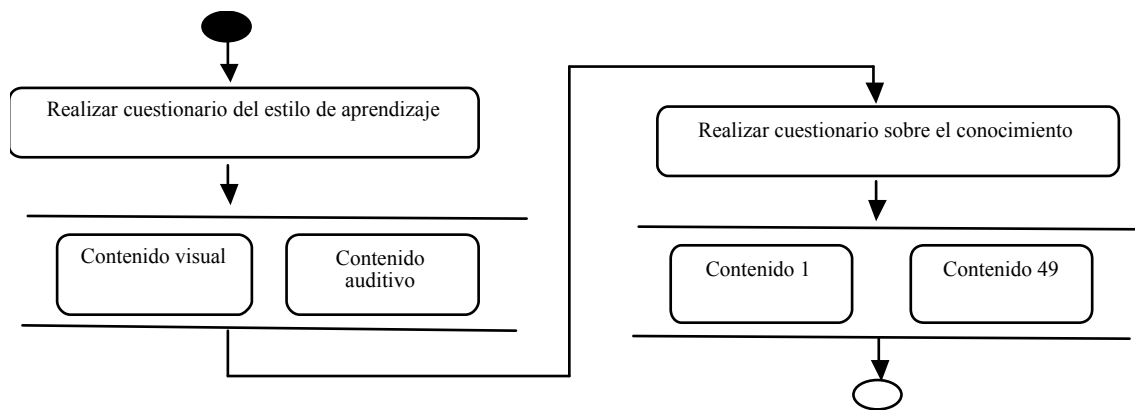 Realizar cuestionario del estilo de aprendizaje
Contenido visual
Contenido
auditivo
Realizar cuestionario sobre el conocimiento
Contenido 1
Contenido 49